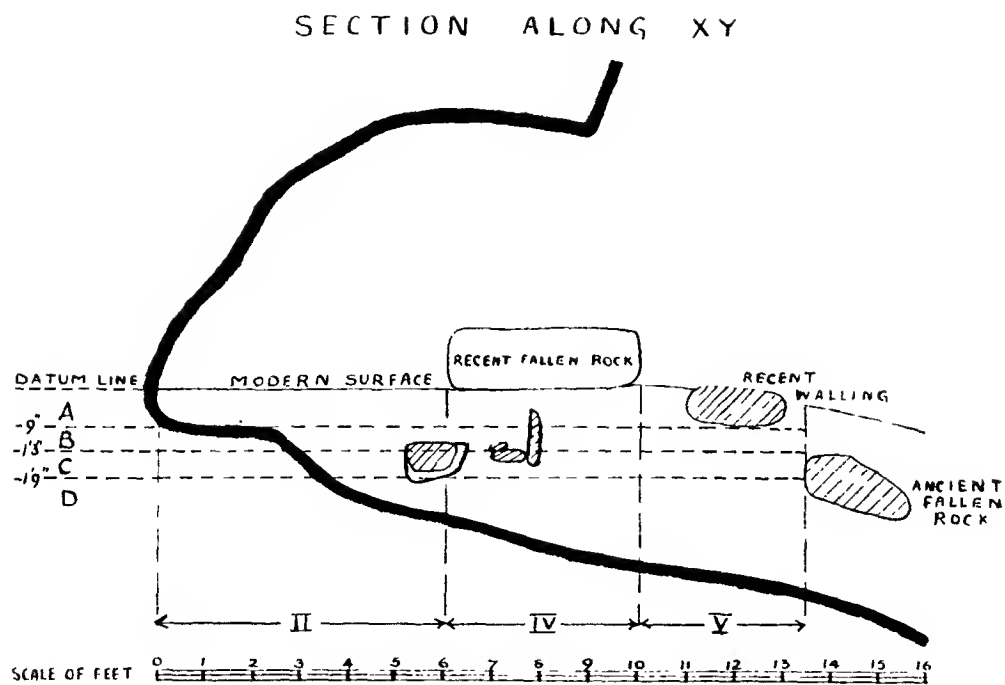 SECTION ALONG XY
RECENT FALLEN ROCK
DATUM LINE
MODERN SURFACE
RECENT
WALLING
A
-9"
B
-1'3"
C
-1'9"
D
ANCIENT
FALLEN
ROCK
II
IV
V
SCALE OF FEET
0 1 2 3 4 5 6 7 8 9 10 11 12 13 14 15 16